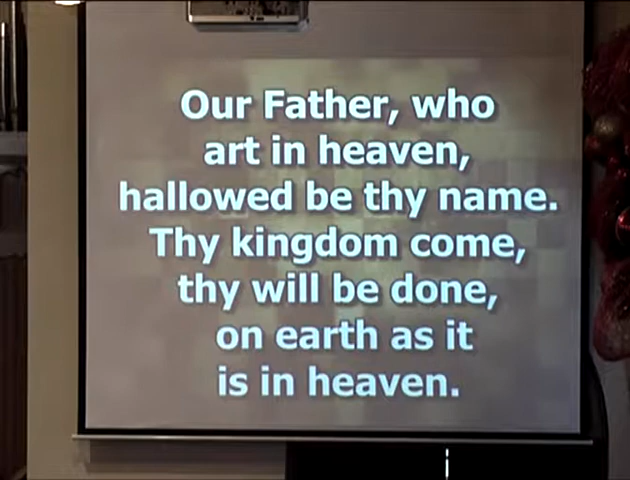 Our Father, who
art in heaven,
hallowed be thy name.
Thy kingdom come,
thy will be done,
on earth as it
is in heaven.